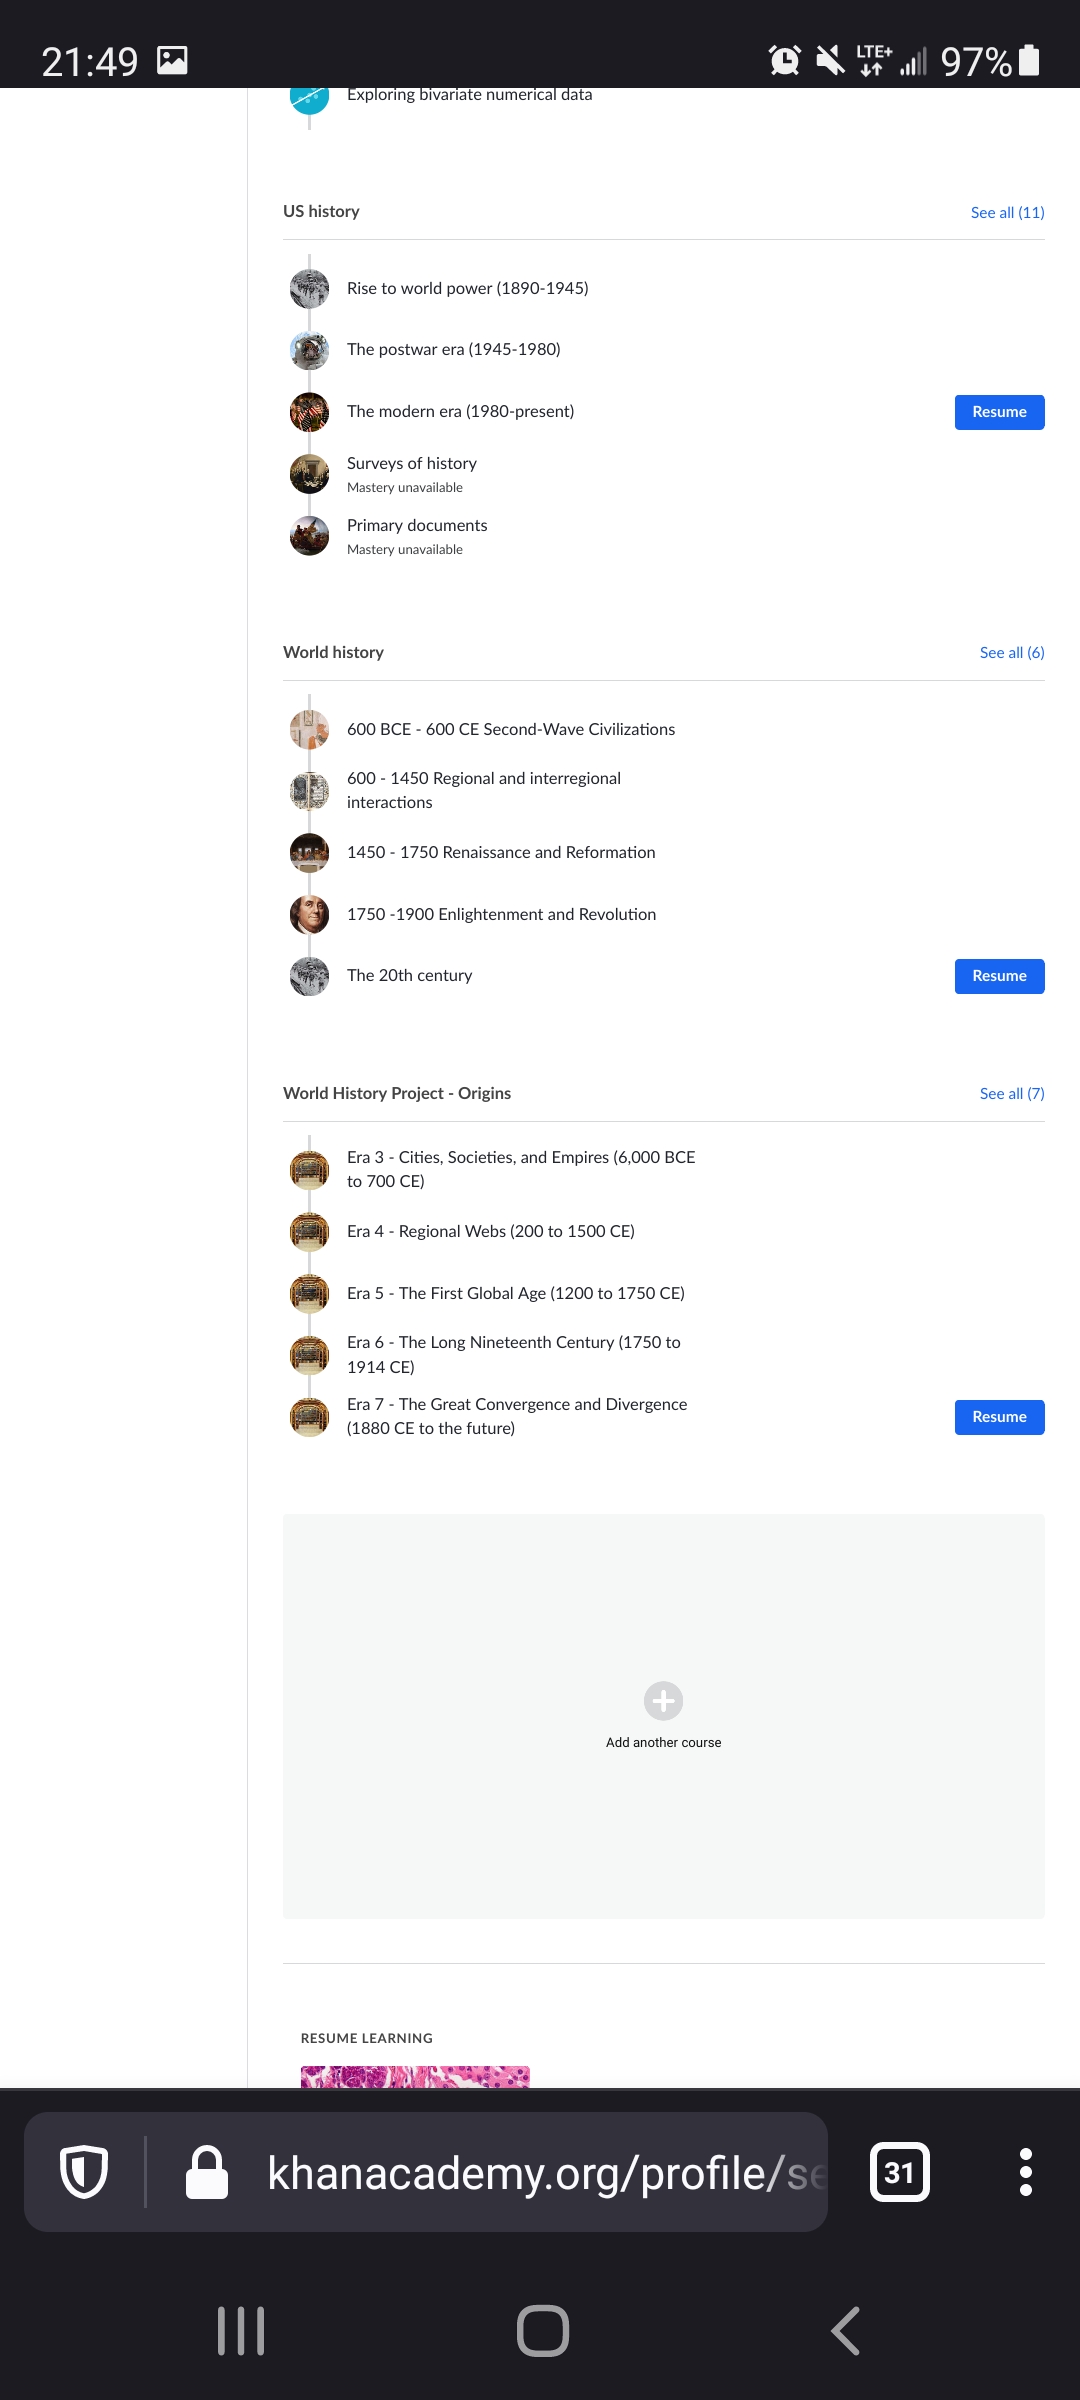 21:49
LTE+
97%
Exploring bivariate numerical data
US history
See all (11)
Rise to world power (1890-1945)
The postwar era (1945-1980)
The modern era (1980-present)
Resume
Surveys of history
Mastery unavailable
Primary documents
Mastery unavailable
World history
See all (6)
600 BCE - 600 CE Second-Wave Civilizations
600 - 1450 Regional and interregional
interactions
1450 - 1750 Renaissance and Reformation
1750 -1900 Enlightenment and Revolution
The 20th century
Resume
World History Project - Origins
See all (7)
Era 3 - Cities, Societies, and Empires (6,000 BCE
to 700 CE)
Era 4 - Regional Webs (200 to 1500 CE)
Era 5 - The First Global Age (1200 to 1750 CE)
Era 6 - The Long Nineteenth Century (1750 to
1914 CE)
Era 7 - The Great Convergence and Divergence
(1880 CE to the future)
Resume
Add another course
RESUME LEARNING
khanacademy.org/profile/se
31